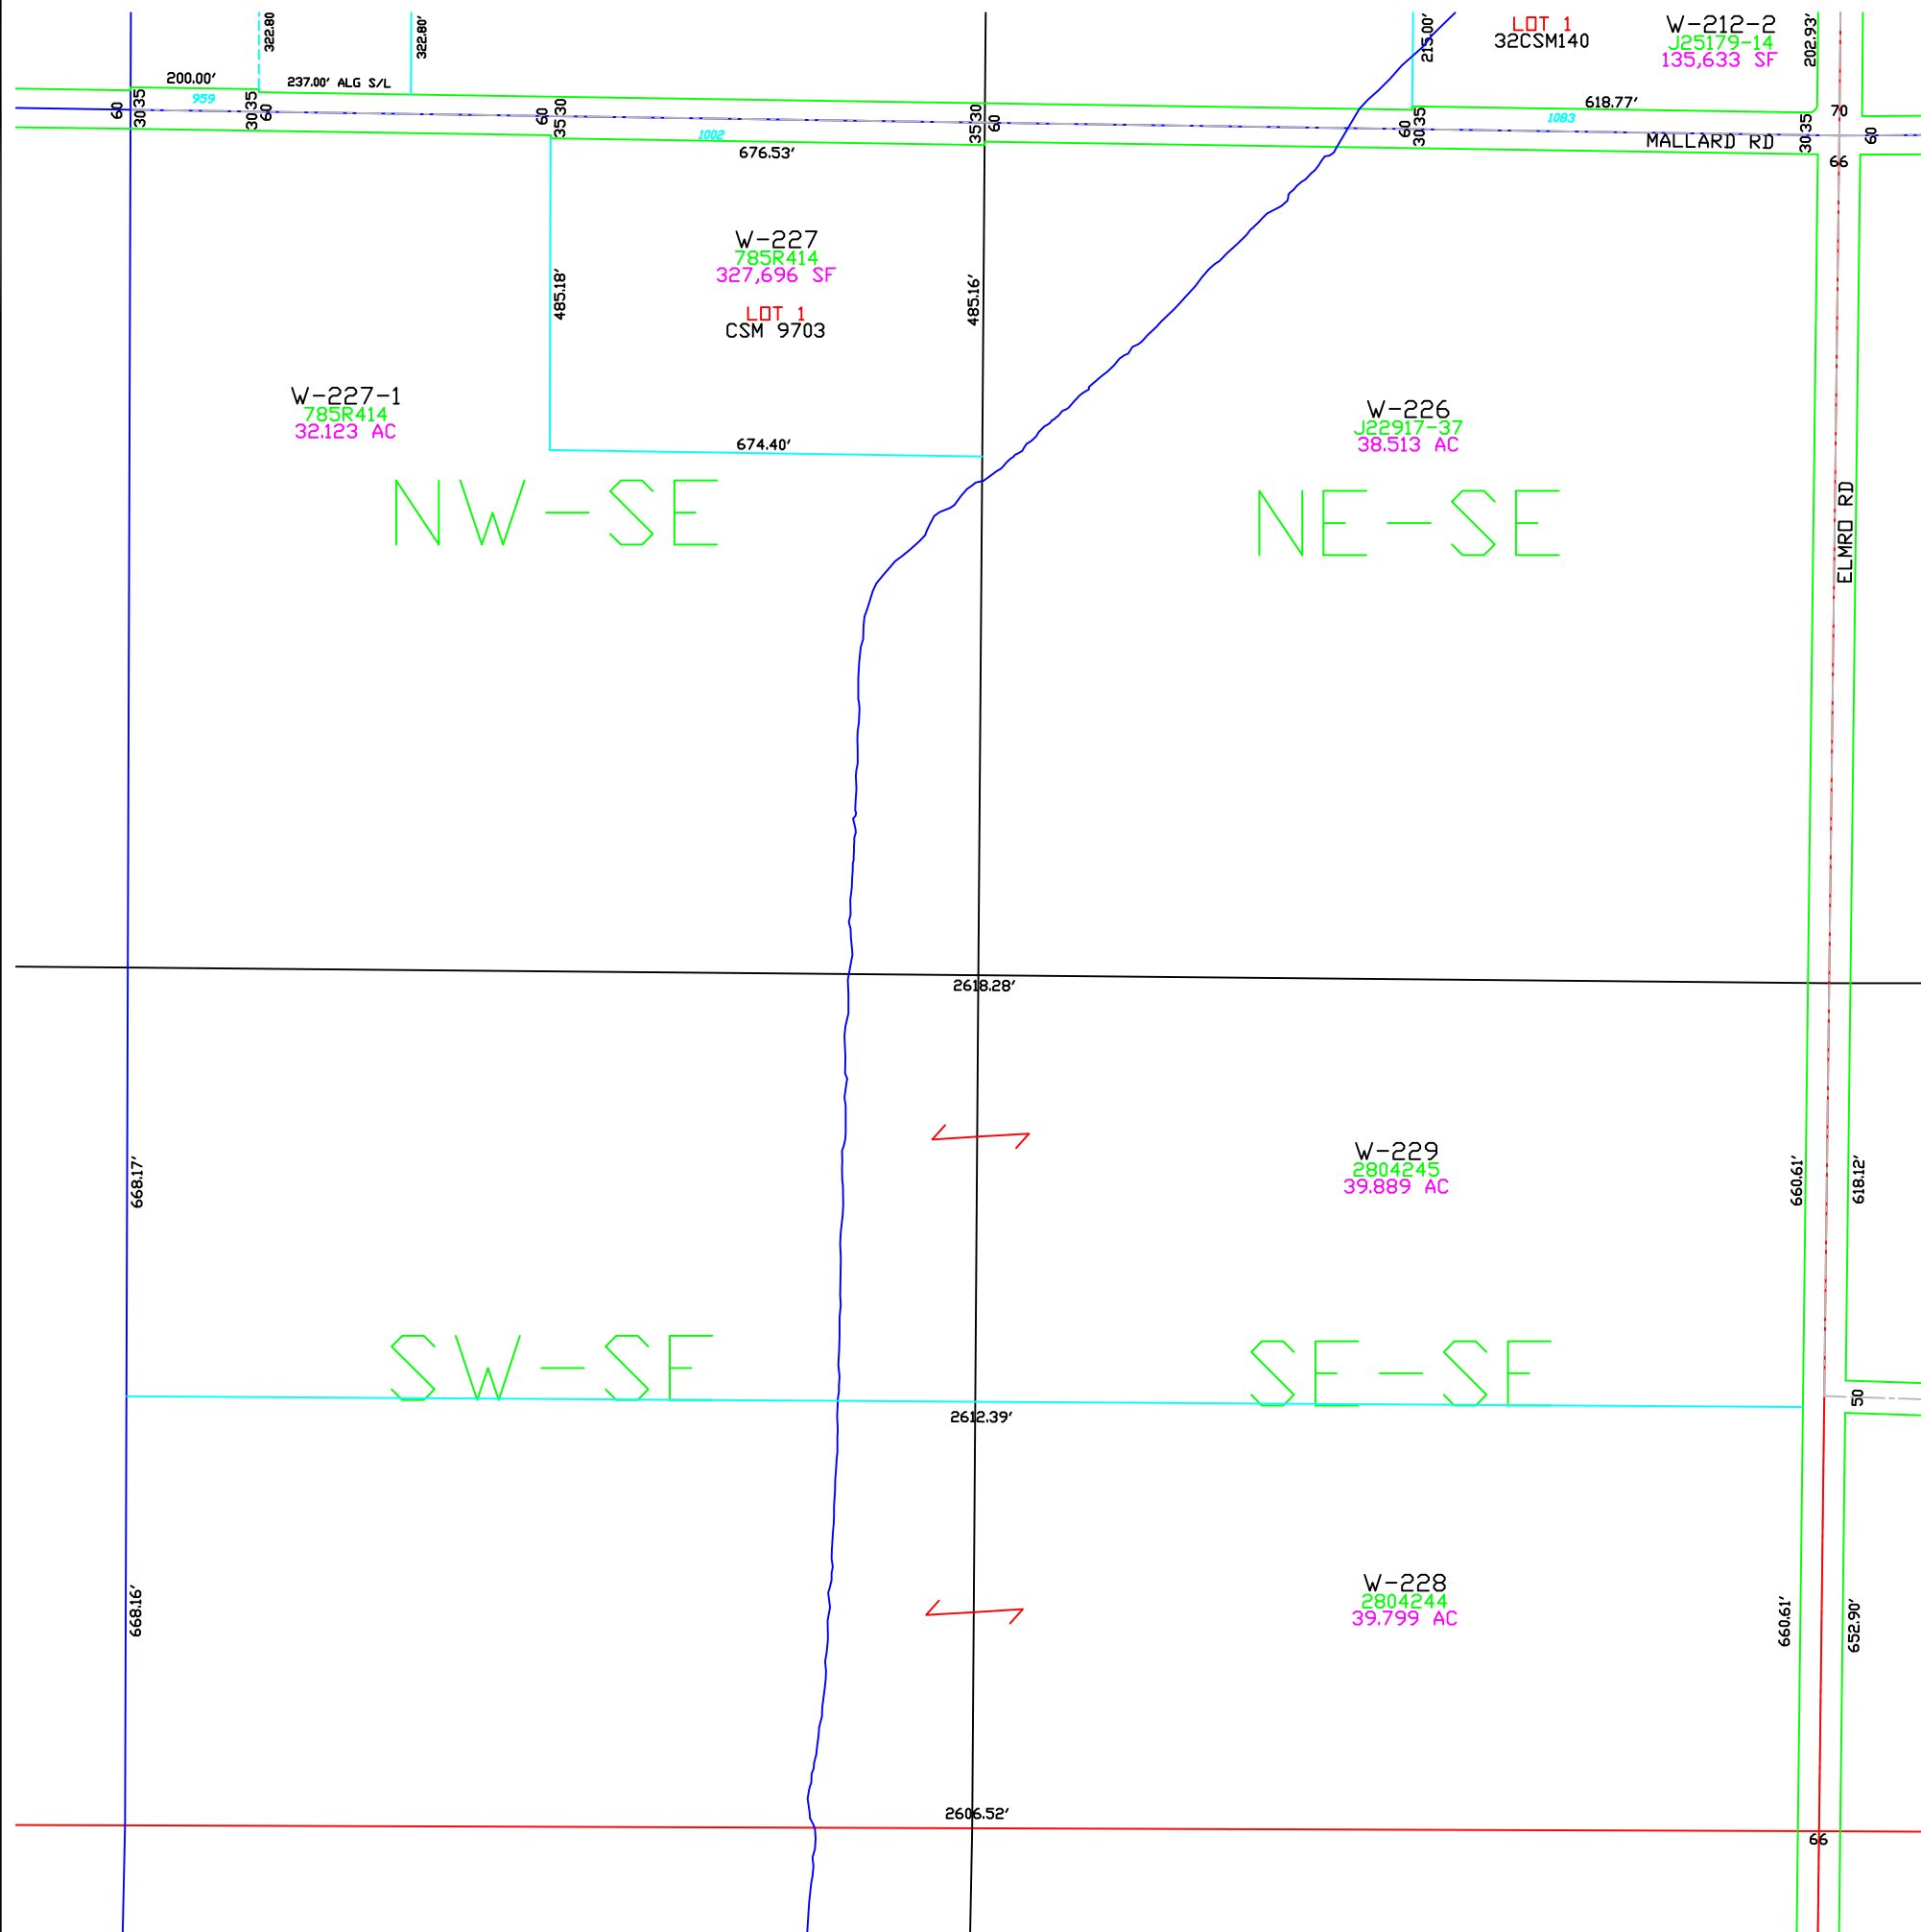 322.80
322.80'
215.00'
LOT 1
32CSM140
W-212-2
J25179-14
135,633 SF
202.93'
200.00'
237.00' ALG S/L
959
60
30.35
30.35
60
60
35.30
1002
676.53'
35.30
60
60
30.35
618.77'
1083
MALLARD RD
30.35
70
60
66
W-227
785R414
327,696 SF
LOT 1
CSM 9703
485.18'
485.16'
674.40'
W-227-1
785R414
32.123 AC
W-226
J22917-37
38.513 AC
NW-SE
NE-SE
ELMRO RD
2618.28'
668.17'
W-229
2804245
39.889 AC
660.61'
618.12'
SW-SE
SE-SE
2612.39'
50
668.16'
W-228
2804244
39.799 AC
660.61'
652.90'
2606.52'
66